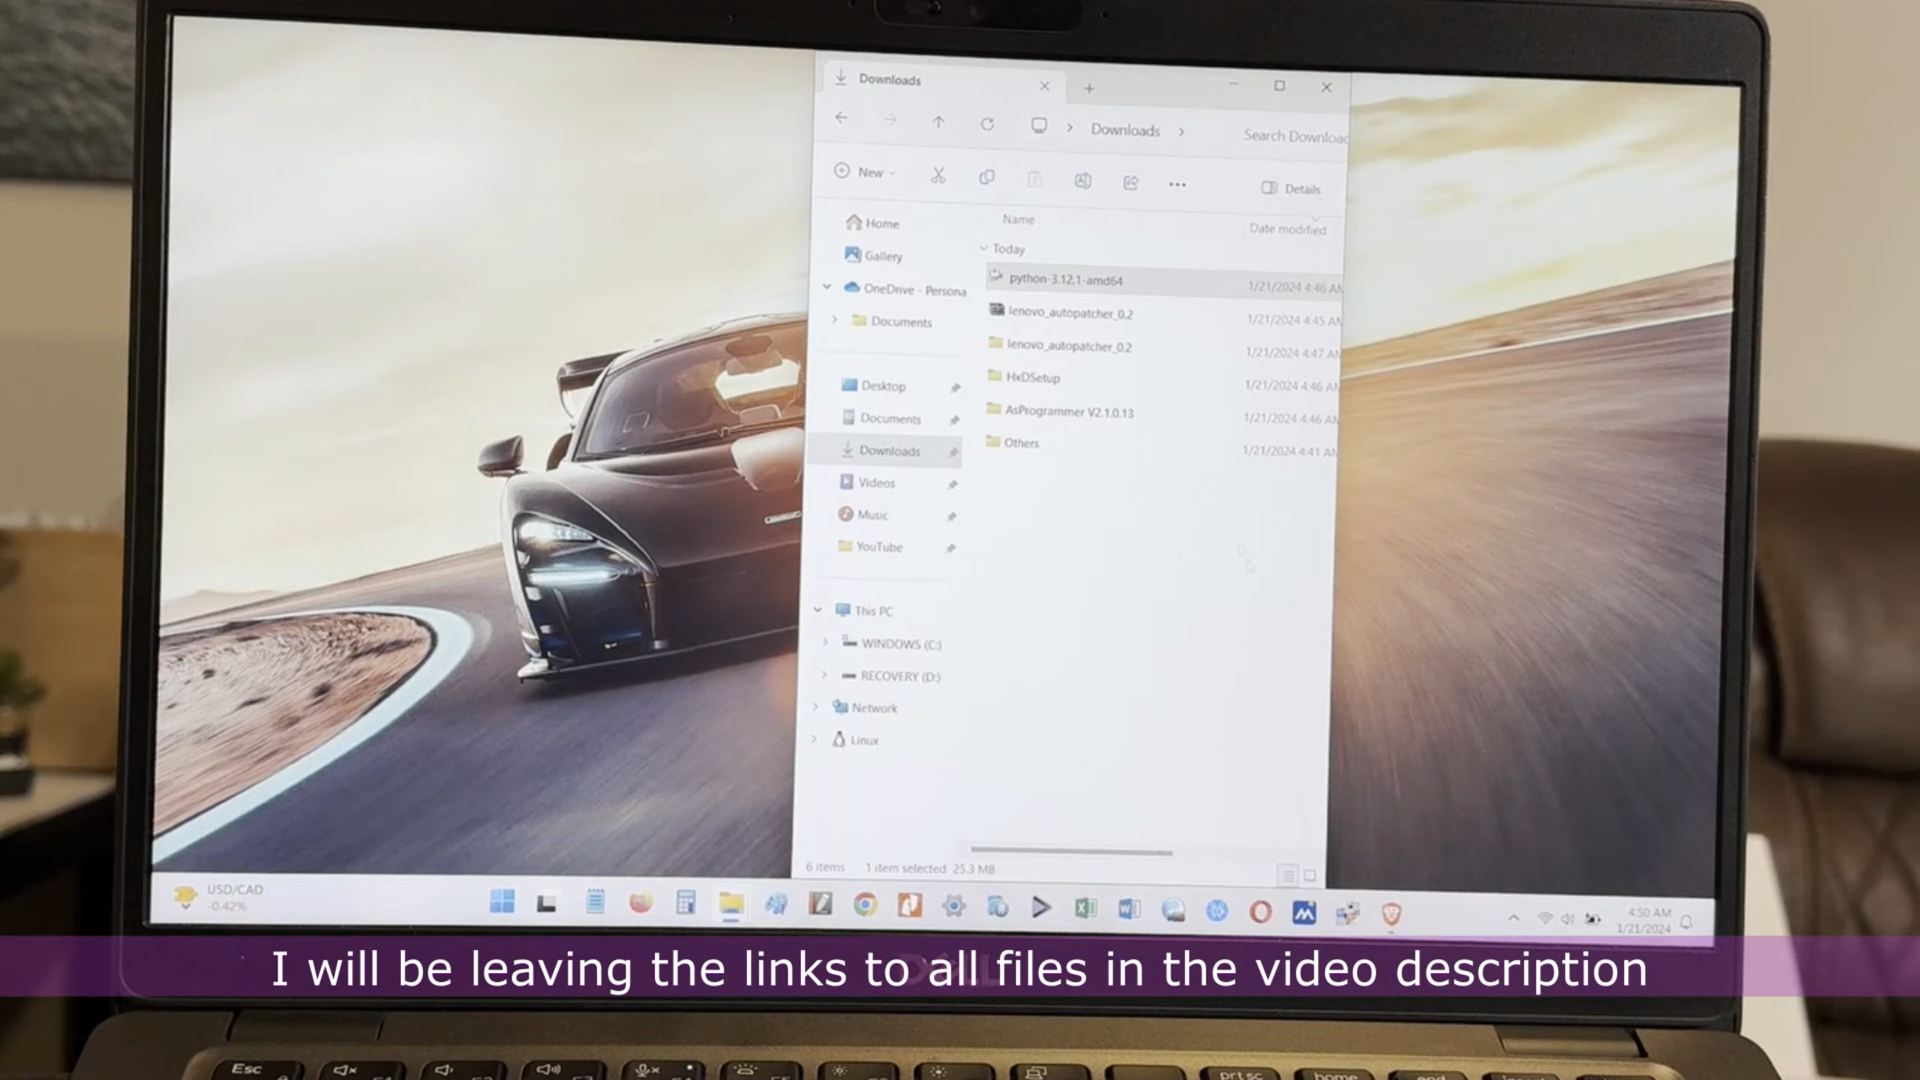 Downloads
Downloads
Search Downloac
New
Details
Name
Date modified
Home
Gallery
OneDrive - Persona
Documents
Desktop
Documents
Downloads
Videos
Music
YouTube
This PC
WINDOWS (C:)
RECOVERY (D:)
Network
Linux
Today
python-3.12.1-amd64 1/21/2024 4:46 AM
lenovo_autopatcher_0.2 1/21/2024 4:45 AM
lenovo_autopatcher_0.2 1/21/2024 4:47 AM
HxDSetup 1/21/2024 4:46 AM
AsProgrammer V2.1.0.13 1/21/2024 4:46 AM
Others 1/21/2024 4:41 AM
6 items 1 item selected 25.3 MB
USD/CAD
-0.42%
4:50 AM
1/21/2024
I will be leaving the links to all files in the video description
Esc
prt sc
home